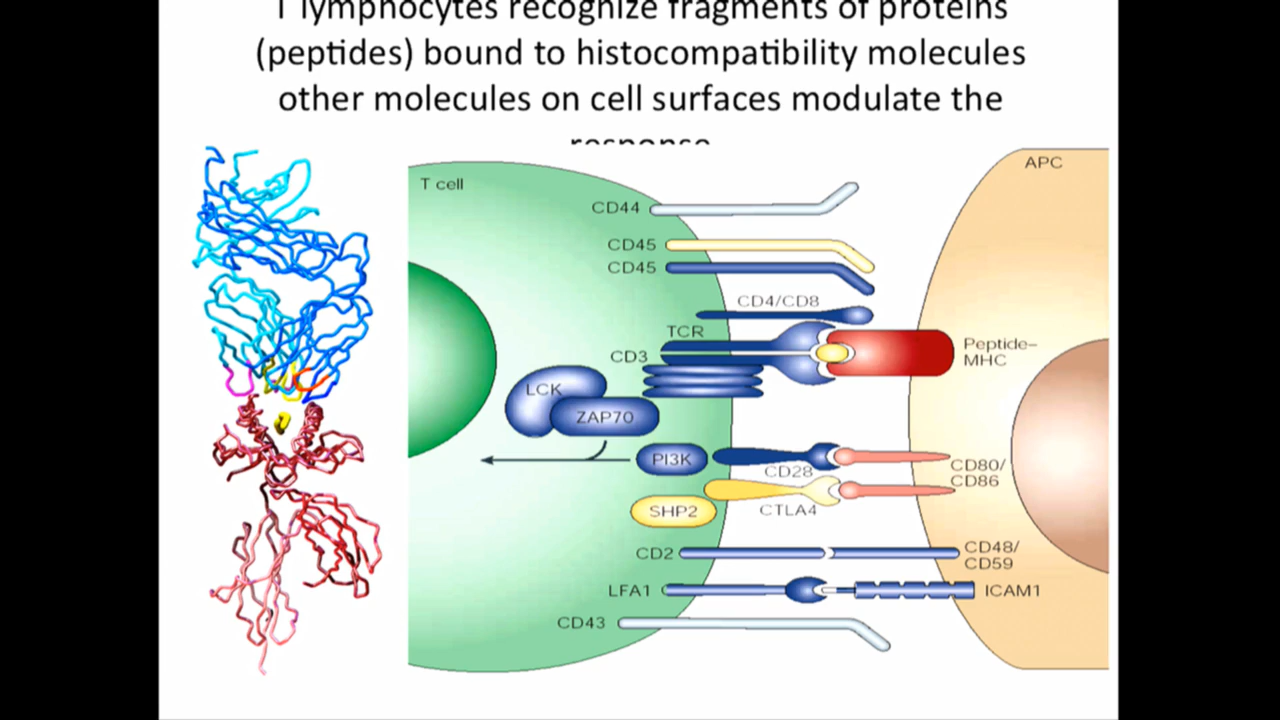 T lymphocytes recognize fragments of proteins
(peptides) bound to histocompatibility molecules
other molecules on cell surfaces modulate the
response
T cell
APC
CD44
CD45
CD45
CD4/CD8
TCR
CD3
Peptide–
MHC
LCK
ZAP70
PI3K
CD28
CD80/
CD86
SHP2
CTLA4
CD2
CD48/
CD59
LFA1
ICAM1
CD43